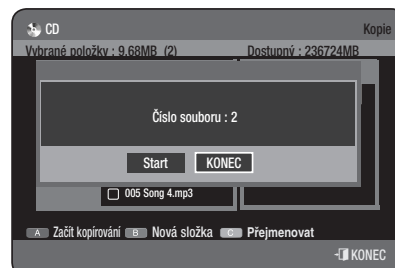 CD Kopie
Vybrané položky : 9.68MB (2) Dostupný : 236724MB
Číslo souboru : 2
Start KONEC
005 Song 4.mp3
A Začít kopírování B Nová složka C Přejmenovat
KONEC